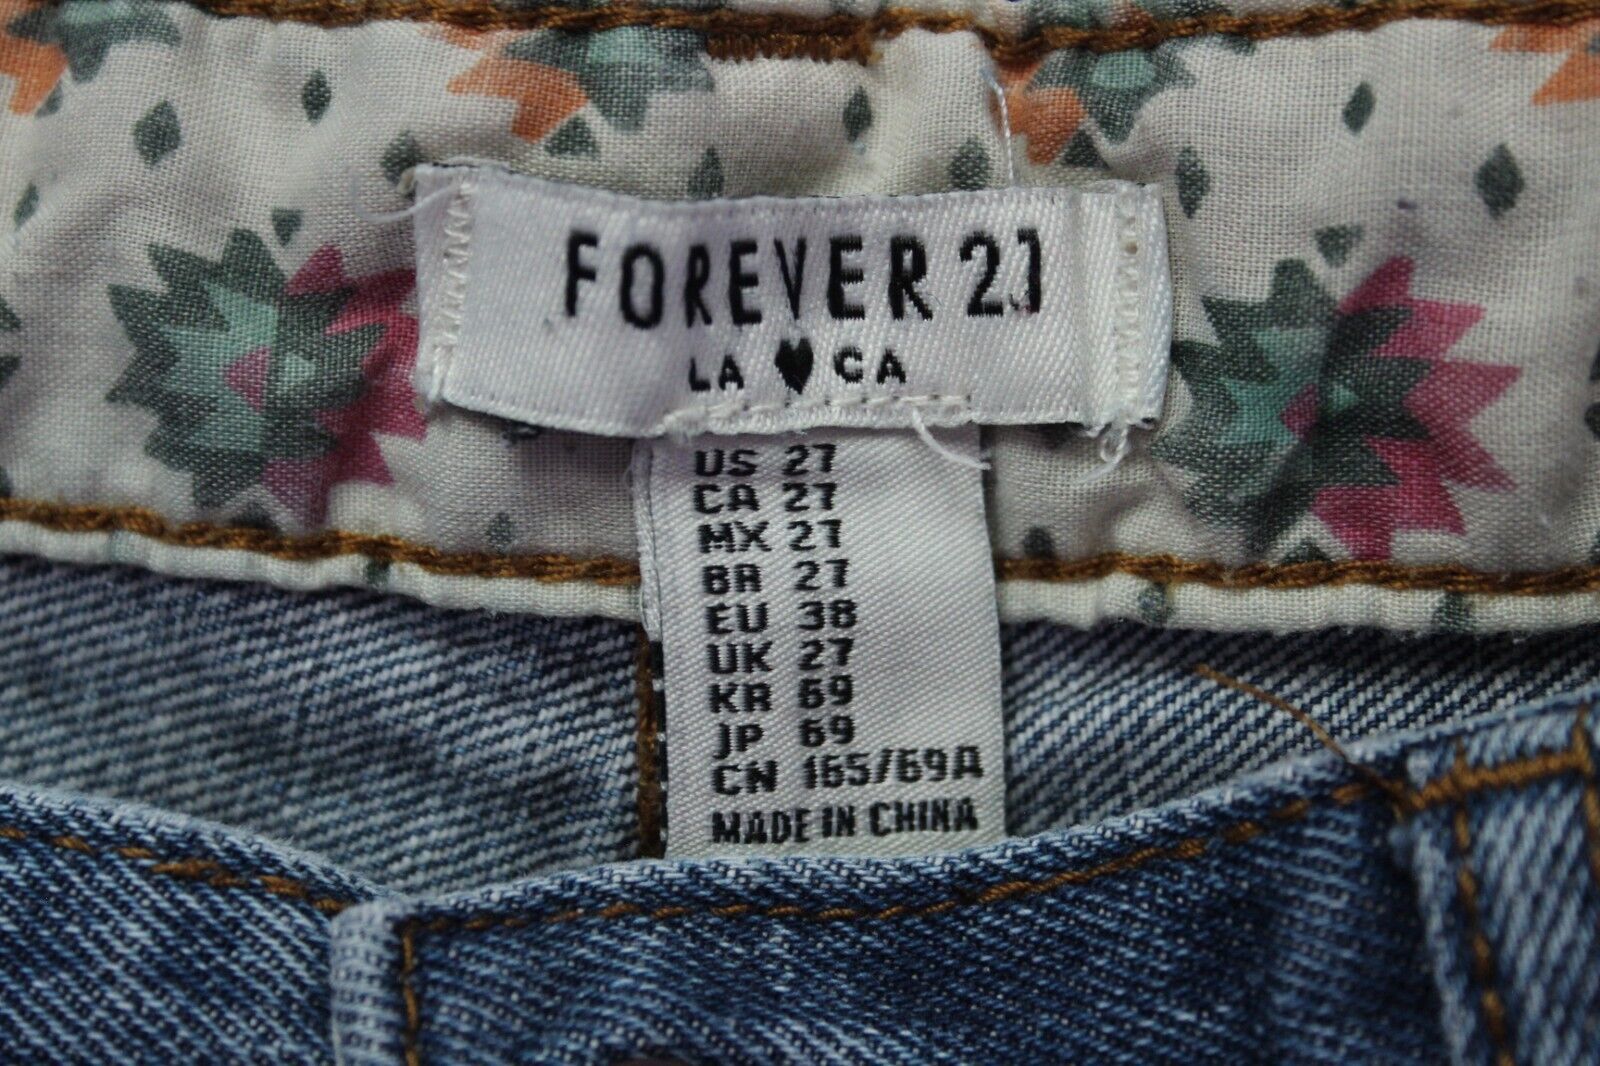 FOREVER 21
LA ♥ CA
US 27
CA 27
MX 27
BR 27
EU 38
UK 27
KR 69
JP 69
CN 165/69A
MADE IN CHINA